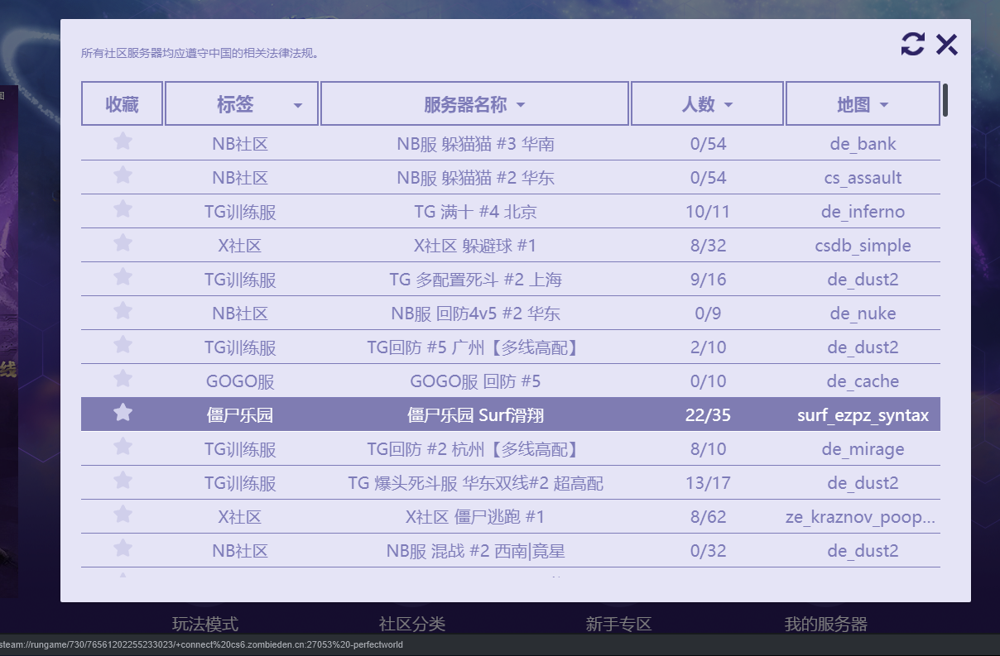 图
所有社区服务器均应遵守中国的相关法律法规。
收藏 标签 服务器名称 人数 地图
NB社区 NB服 躲猫猫 #3 华南 0/54 de_bank
NB社区 NB服 躲猫猫 #2 华东 0/54 cs_assault
TG训练服 TG 满十 #4 北京 10/11 de_inferno
X社区 X社区 躲避球 #1 8/32 csdb_simple
TG训练服 TG 多配置死斗 #2 上海 9/16 de_dust2
NB社区 NB服 回防4v5 #2 华东 0/9 de_nuke
TG训练服 TG回防 #5 广州【多线高配】 2/10 de_dust2
线
GOGO服 GOGO服 回防 #5 0/10 de_cache
僵尸乐园 僵尸乐园 Surf滑翔 22/35 surf_ezpz_syntax
TG训练服 TG回防 #2 杭州【多线高配】 8/10 de_mirage
TG训练服 TG 爆头死斗服 华东双线#2 超高配 13/17 de_dust2
X社区 X社区 僵尸逃跑 #1 8/62 ze_kraznov_poop...
NB社区 NB服 混战 #2 西南|竟星 0/32 de_dust2
玩法模式 社区分类 新手专区 我的服务器
steam://rungame/730/76561202255233023/+connect%20cs6.zombieden.cn:27053%20-perfectworld